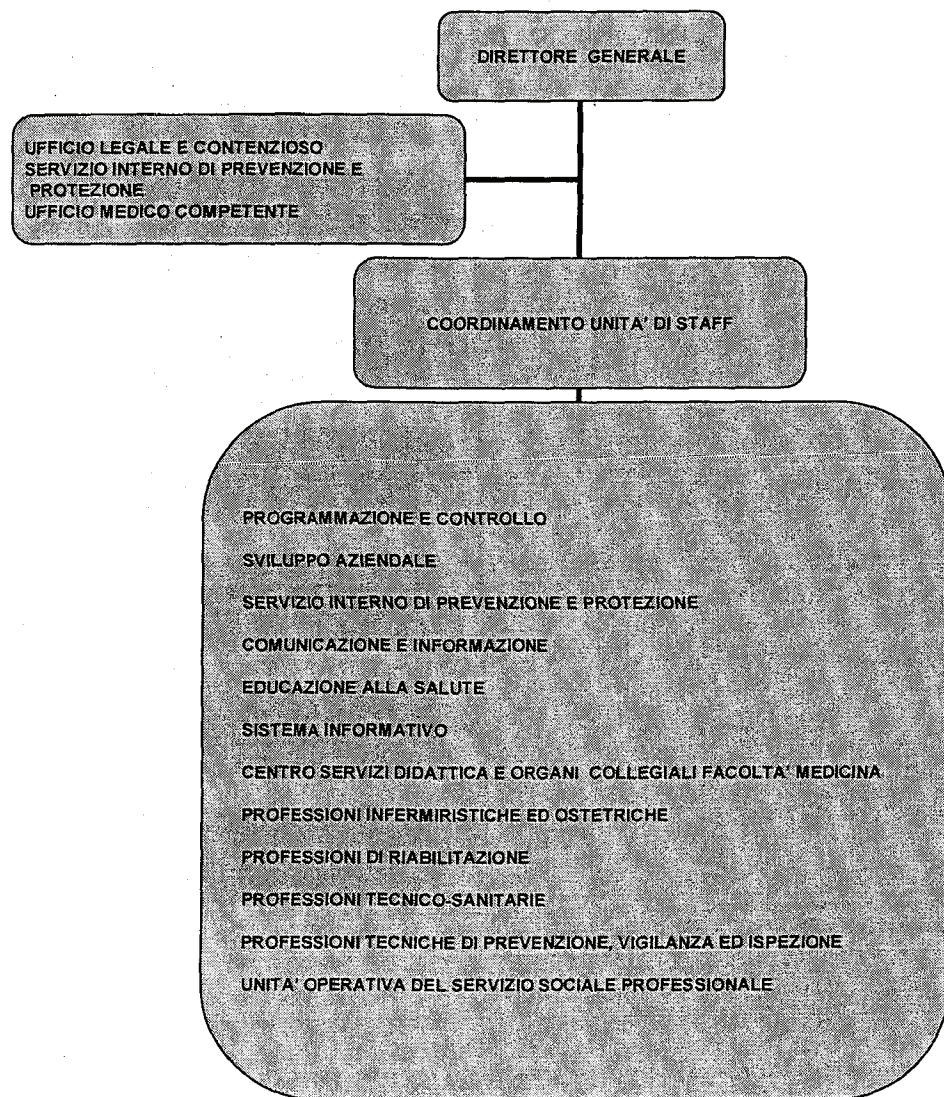 DIRETTORE GENERALE
UFFICIO LEGALE E CONTENZIOSO
SERVIZIO INTERNO DI PREVENZIONE E
PROTEZIONE
UFFICIO MEDICO COMPETENTE
COORDINAMENTO UNITA' DI STAFF
PROGRAMMAZIONE E CONTROLLO
SVILUPPO AZIENDALE
SERVIZIO INTERNO DI PREVENZIONE E PROTEZIONE
COMUNICAZIONE E INFORMAZIONE
EDUCAZIONE ALLA SALUTE
SISTEMA INFORMATIVO
CENTRO SERVIZI DIDATTICA E ORGANI COLLEGIALI FACOLTA' MEDICINA
PROFESSIONI INFERMIRISTICHE ED OSTETRICHE
PROFESSIONI DI RIABILITAZIONE
PROFESSIONI TECNICO-SANITARIE
PROFESSIONI TECNICHE DI PREVENZIONE, VIGILANZA ED ISPEZIONE
UNITA' OPERATIVA DEL SERVIZIO SOCIALE PROFESSIONALE